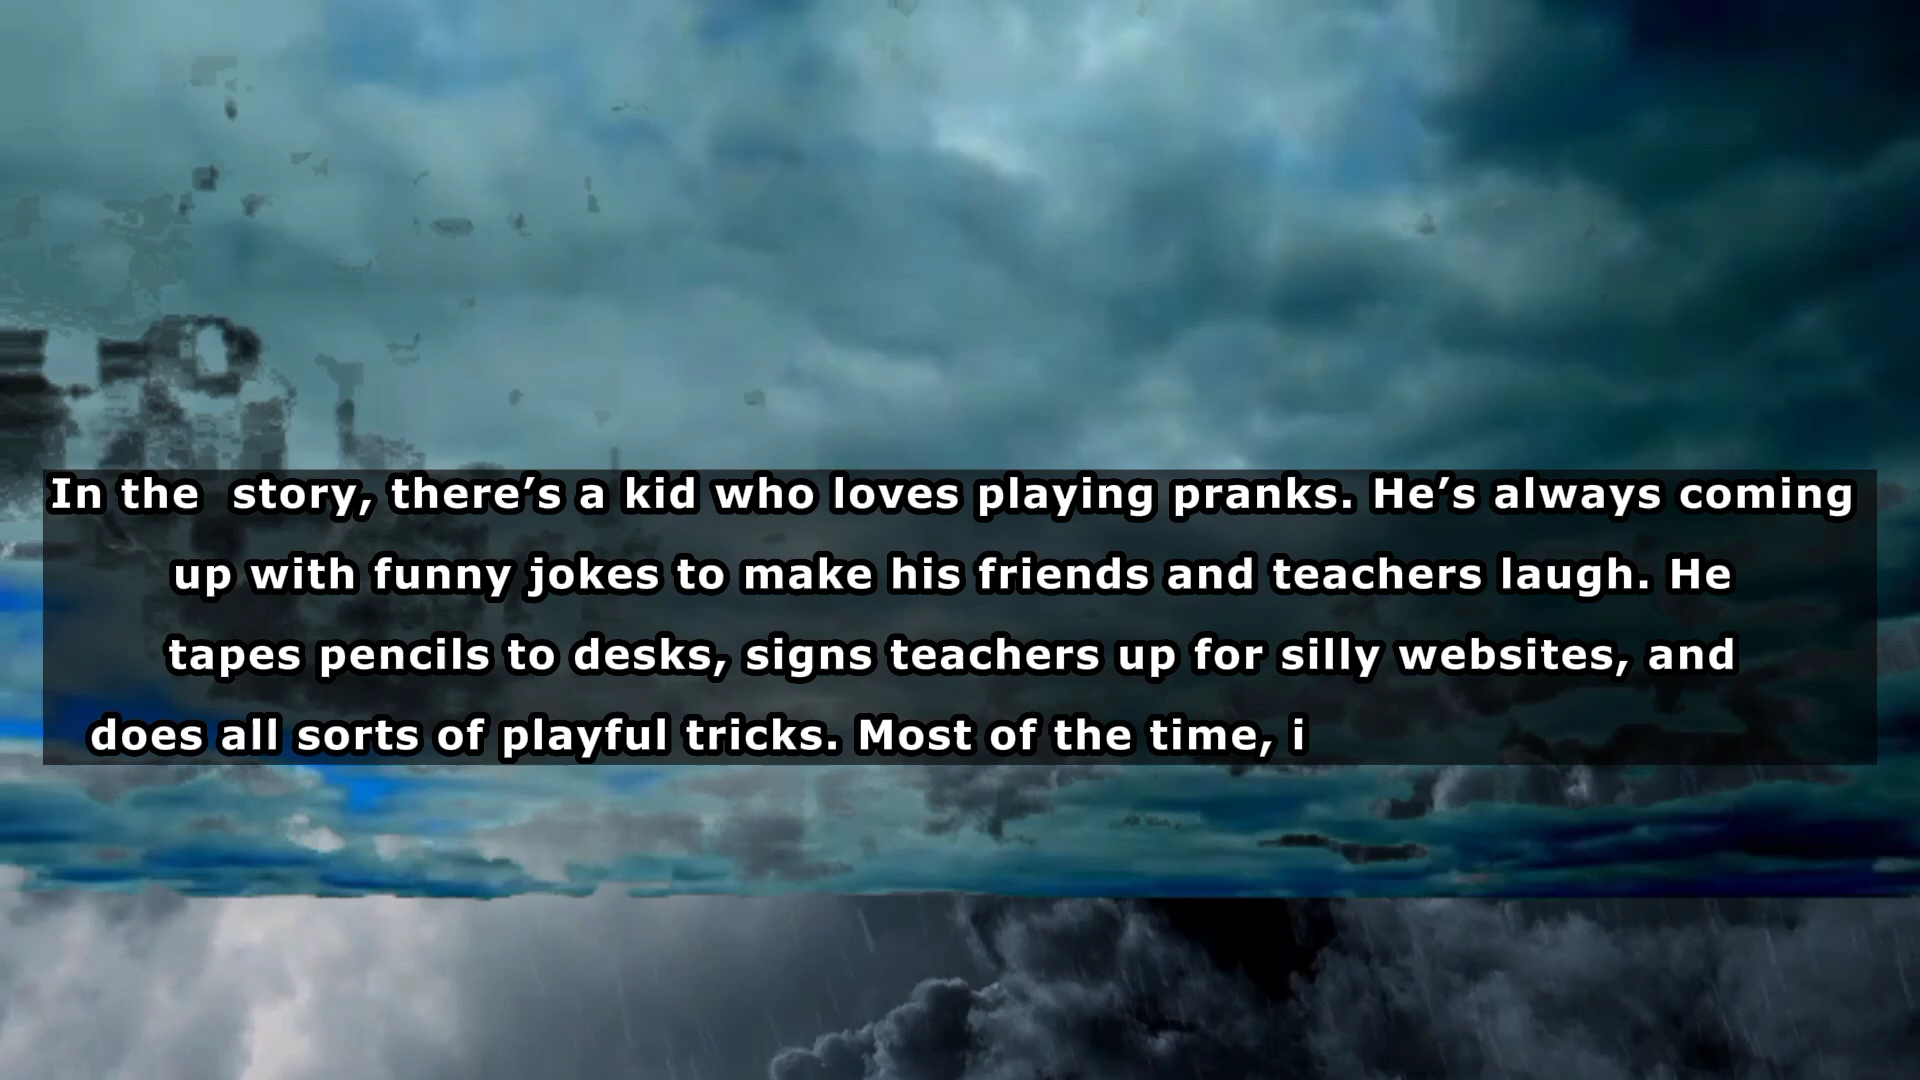 In the  story, there’s a kid who loves playing pranks. He’s always coming
up with funny jokes to make his friends and teachers laugh. He
tapes pencils to desks, signs teachers up for silly websites, and
does all sorts of playful tricks. Most of the time, i